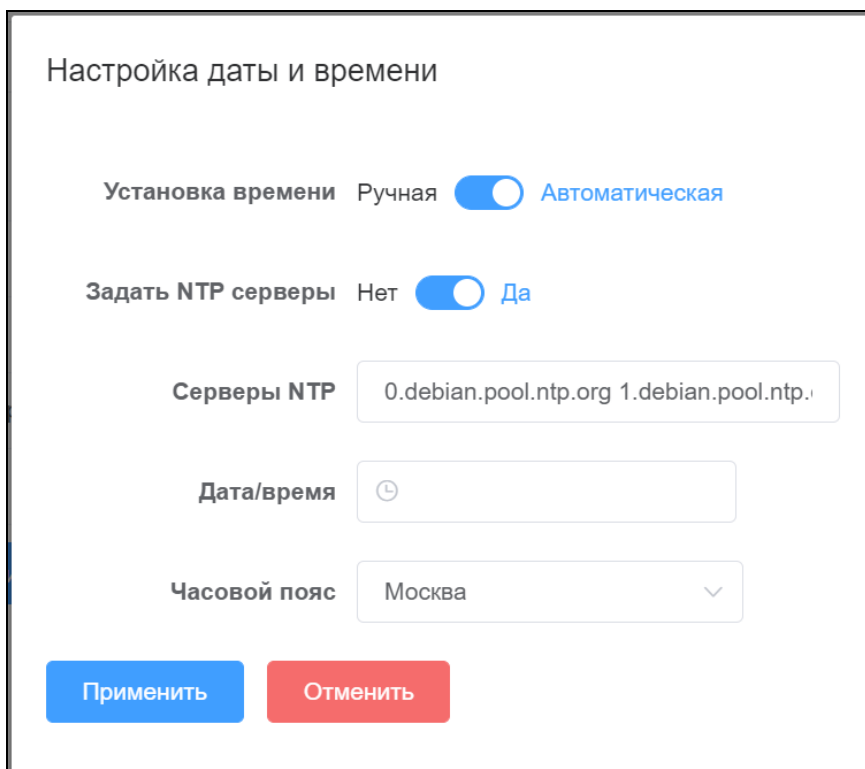 Настройка даты и времени
Установка времени Ручная Автоматическая
Задать NTP серверы Нет Да
Серверы NTP 0.debian.pool.ntp.org 1.debian.pool.ntp.
Дата/время
Часовой пояс Москва
Применить Отменить